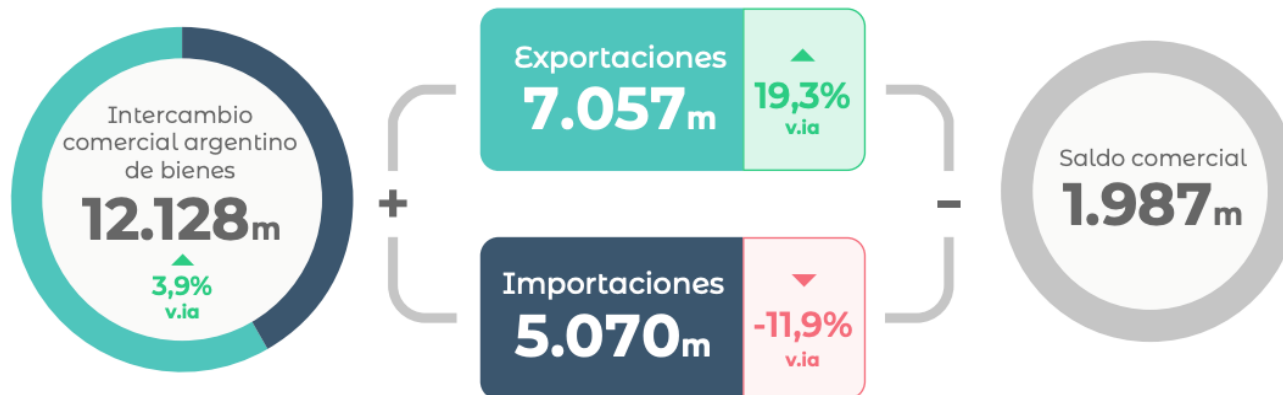 Intercambio
comercial argentino
de bienes
12.128m
3,9%
v.ia
+
Exportaciones
7.057m
19,3%
v.ia
Importaciones
5.070m
-11,9%
v.ia
-
Saldo comercial
1.987m